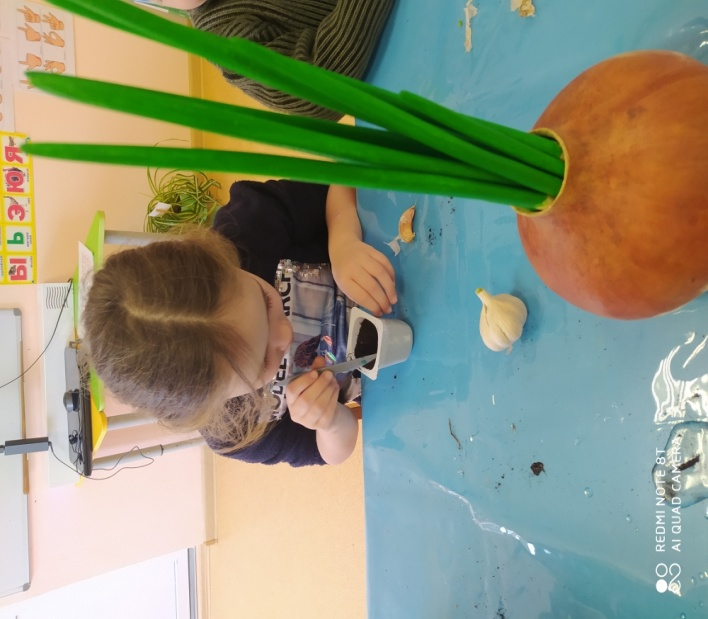 Ы Ь Э Ю Я
REDMI NOTE 8T
AI QUAD CAMERA